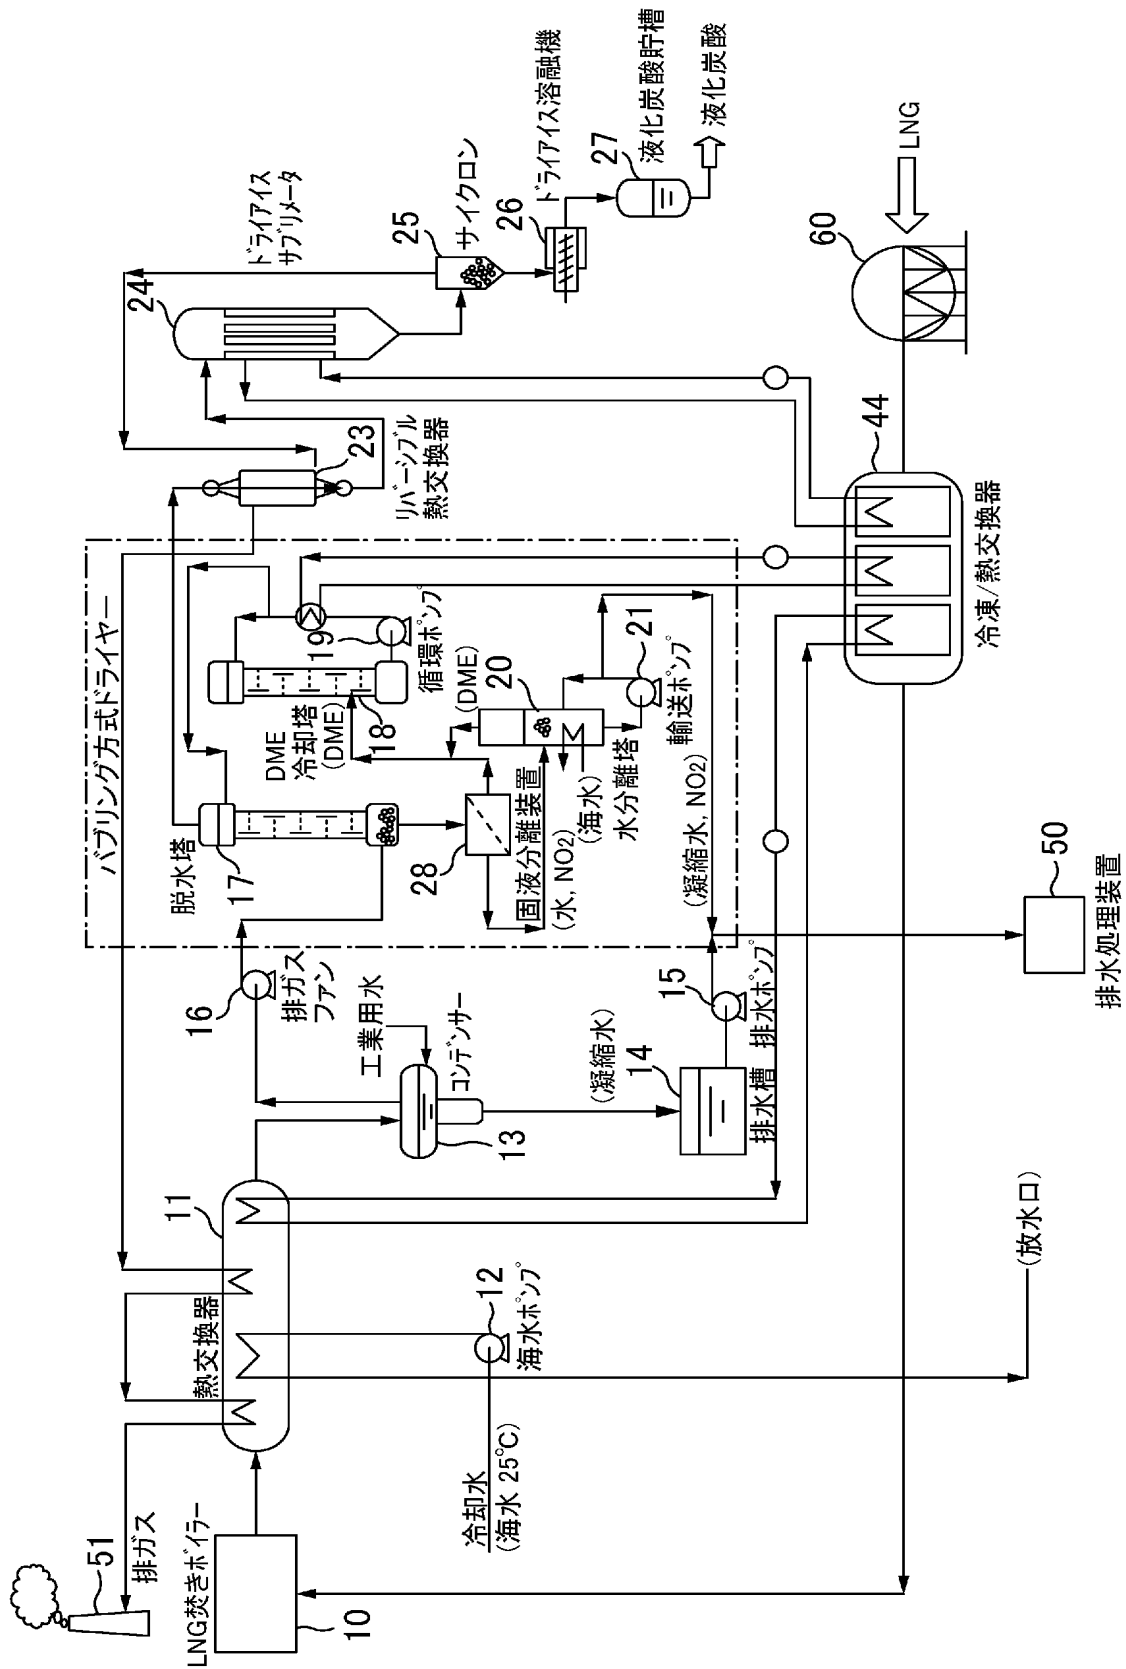 51
排ガス
LNG焚きボイラー
10
熱交換器
11
冷却水
(海水 25℃)
12
海水ポンプ
(放水口)
工業用水
コンデンサー
13
(凝縮水)
14
排水槽
15
排水ポンプ
16
排ガス
ファン
50
排水処理装置
バブリング方式ドライヤー
脱水塔
17
DME
冷却塔
(DME)
18
19
循環ポンプ
28
固液分離装置
(水, NO2)
(DME)
20
(海水)
水分離塔
21
輸送ポンプ
(凝縮水, NO2)
23
リバーシブル
熱交換器
24
ドライアイス
サブリメータ
25
サイクロン
26
ドライアイス溶融機
27
液化炭酸貯槽
液化炭酸
44
冷凍/熱交換器
60
LNG